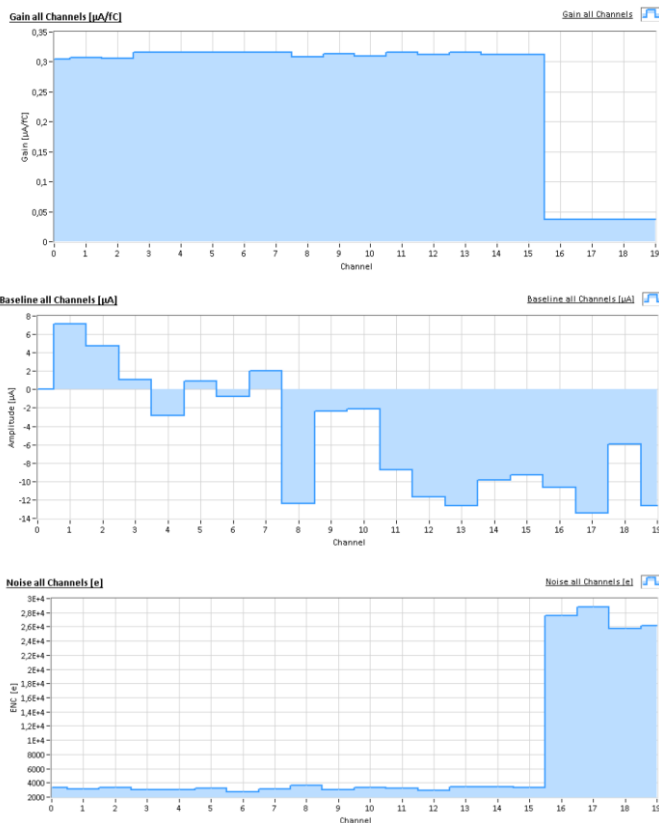 Gain all Channels [µA/fC]
Gain all Channels
0,35
0,3
0,25
0,2
0,15
0,1
0,05
0
Gain [µA/fC]
0 1 2 3 4 5 6 7 8 9 10 11 12 13 14 15 16 17 18 19
Channel
Baseline all Channels [µA]
Baseline all Channels [µA]
8
6
4
2
0
-2
-4
-6
-8
-10
-12
-14
Amplitude [µA]
0 1 2 3 4 5 6 7 8 9 10 11 12 13 14 15 16 17 18 19
Channel
Noise all Channels [e]
Noise all Channels [e]
3E+4
2,8E+4
2,6E+4
2,4E+4
2,2E+4
2E+4
1,8E+4
1,6E+4
1,4E+4
1,2E+4
1E+4
8000
6000
4000
2000
ENC [e]
0 1 2 3 4 5 6 7 8 9 10 11 12 13 14 15 16 17 18 19
Channel